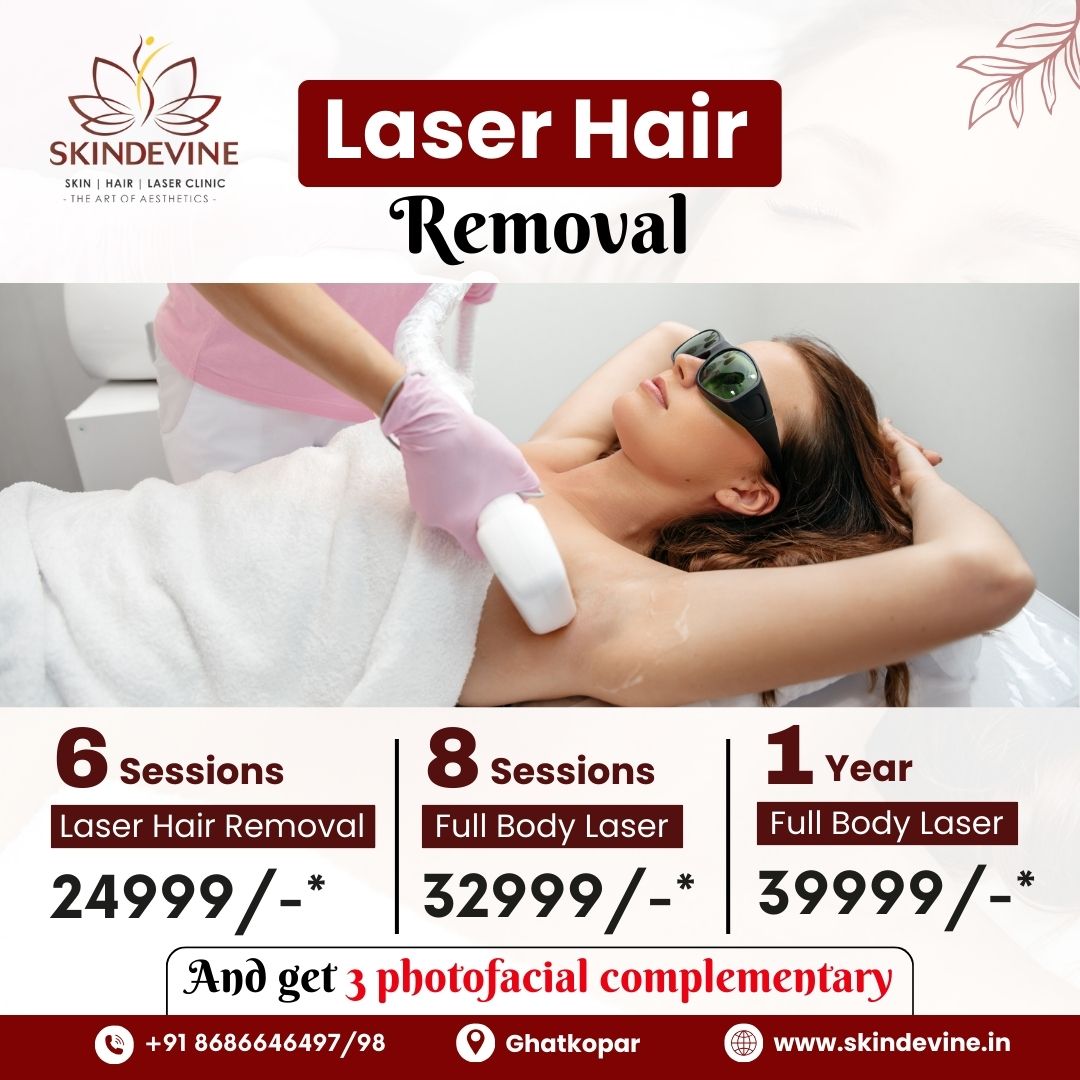 SKINDEVINE
SKIN | HAIR | LASER CLINIC
- THE ART OF AESTHETICS -
Laser Hair
Removal
6 Sessions
Laser Hair Removal
24999/-*
8 Sessions
Full Body Laser
32999/-*
1 Year
Full Body Laser
39999/-*
And get 3 photofacial complementary
+91 8686646497/98
Ghatkopar
www.skindevine.in